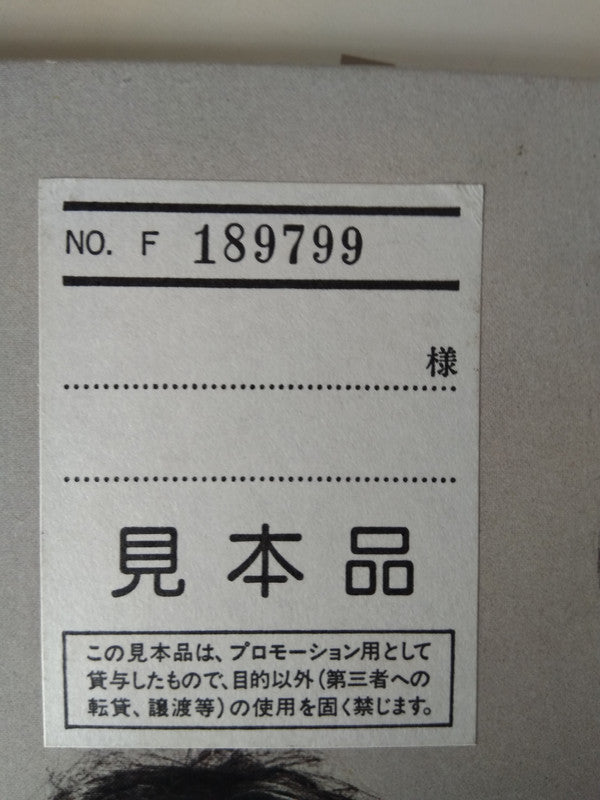 NO. F 189799
様
見本品
この見本品は、プロモーション用として
貸与したもので、目的以外(第三者への
転貸、譲渡等)の使用を固く禁じます。